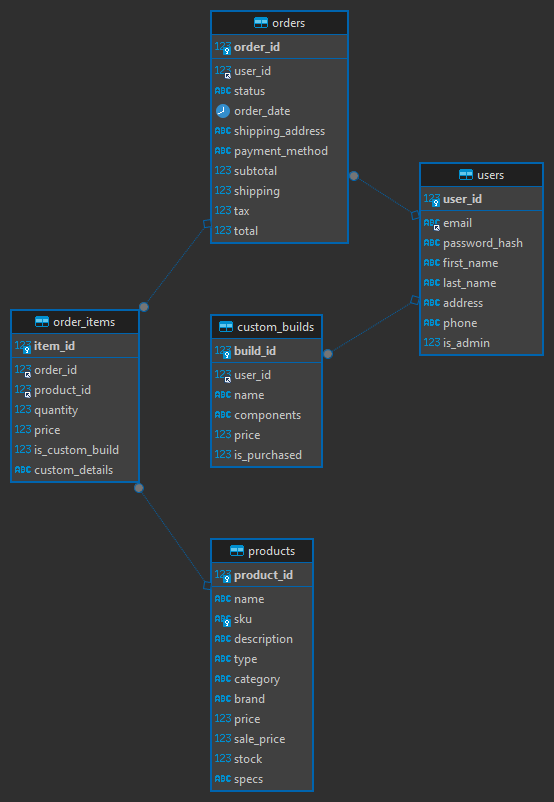 orders
123 order_id
123 user_id
ABC status
order_date
ABC shipping_address
ABC payment_method
123 subtotal
123 shipping
123 tax
123 total
users
123 user_id
ABC email
ABC password_hash
ABC first_name
ABC last_name
ABC address
ABC phone
123 is_admin
order_items
123 item_id
123 order_id
123 product_id
123 quantity
123 price
123 is_custom_build
ABC custom_details
custom_builds
123 build_id
123 user_id
ABC name
ABC components
123 price
123 is_purchased
products
123 product_id
ABC name
ABC sku
ABC description
ABC type
ABC category
ABC brand
123 price
123 sale_price
123 stock
ABC specs